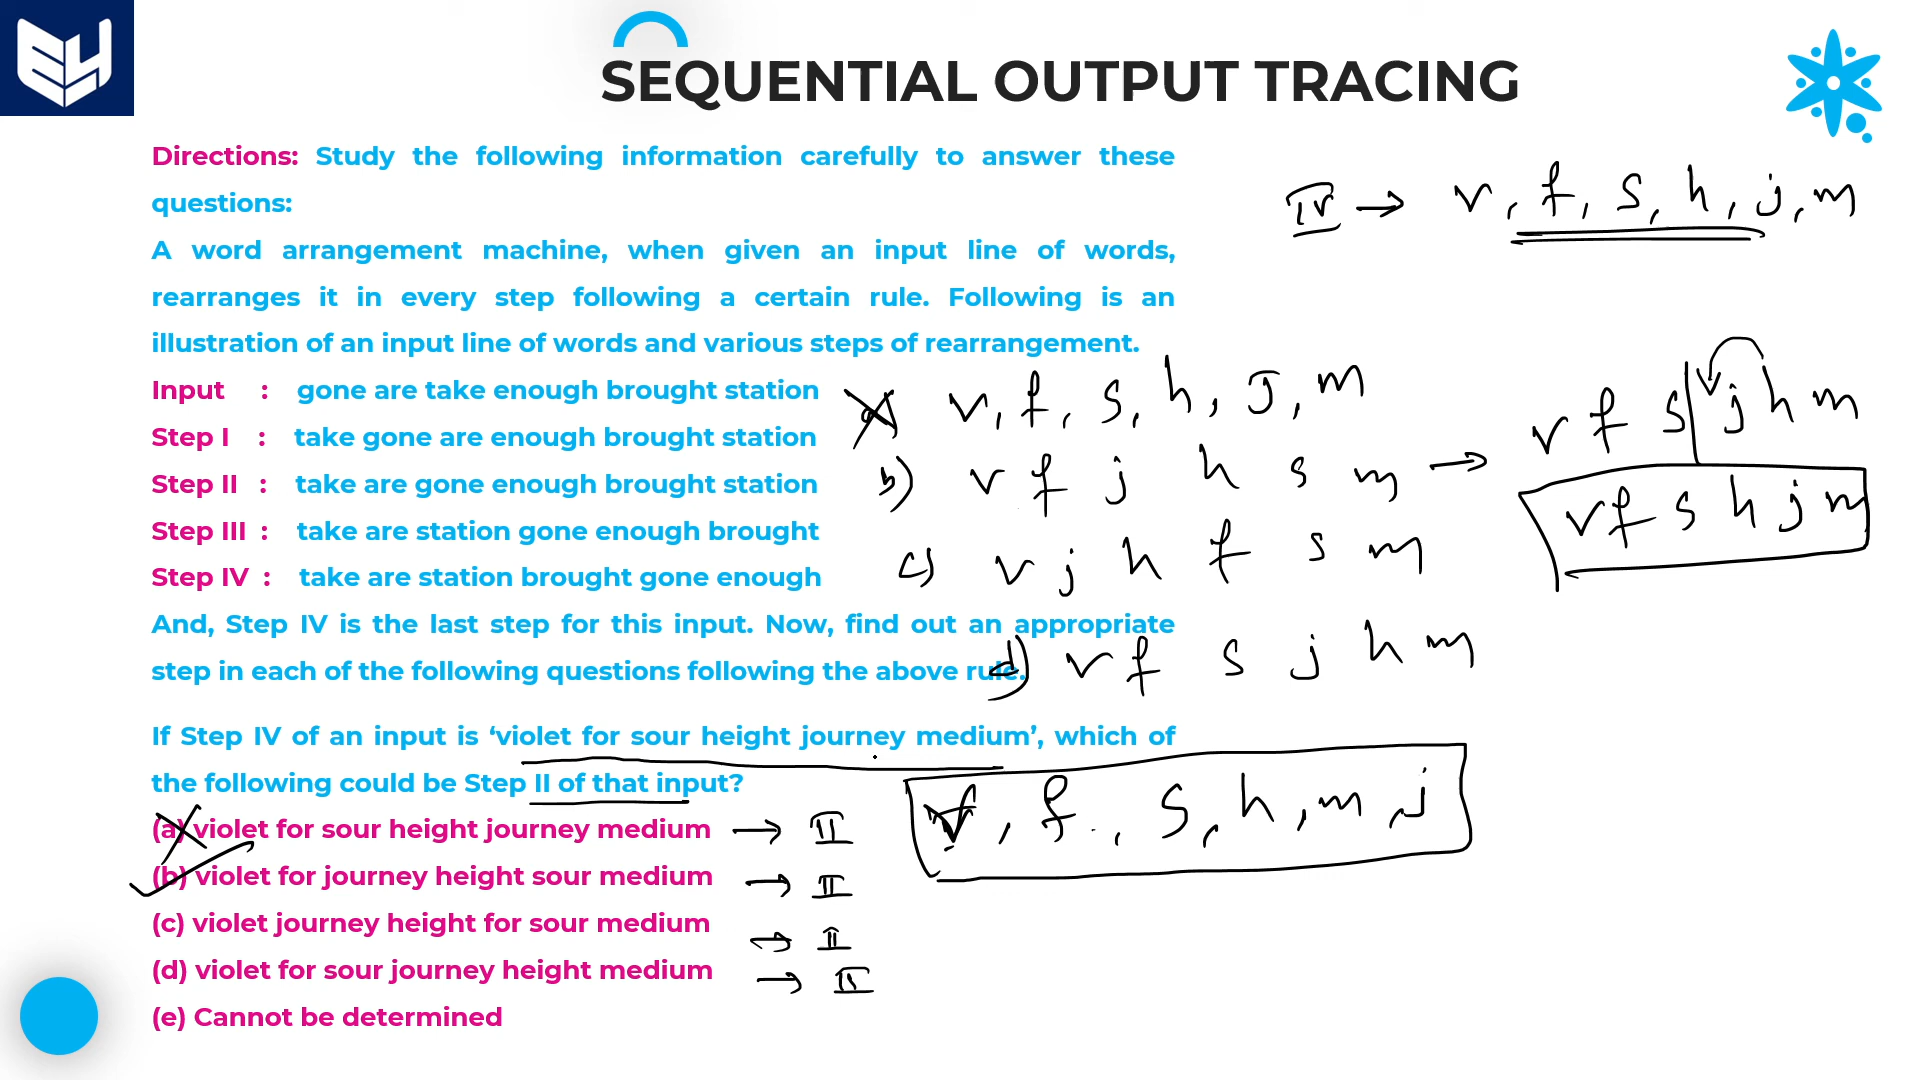 SEQUENTIAL OUTPUT TRACING
Directions: Study the following information carefully to answer these
questions:
A word arrangement machine, when given an input line of words,
rearranges it in every step following a certain rule. Following is an
illustration of an input line of words and various steps of rearrangement.
Input : gone are take enough brought station
Step I : take gone are enough brought station
Step II : take are gone enough brought station
Step III : take are station gone enough brought
Step IV : take are station brought gone enough
And, Step IV is the last step for this input. Now, find out an appropriate
step in each of the following questions following the above rule.
If Step IV of an input is ‘violet for sour height journey medium’, which of
the following could be Step II of that input?
(a) violet for sour height journey medium → II
(b) violet for journey height sour medium → II
(c) violet journey height for sour medium → II
(d) violet for sour journey height medium → II
(e) Cannot be determined
IV → v, f, s, h, j, m
v, f, s, h, j, m
b) v f j h s m → v f s j h m
v f s h j m
c) v j h f s m
d) v f s j h m
v, f, s, h, m, j